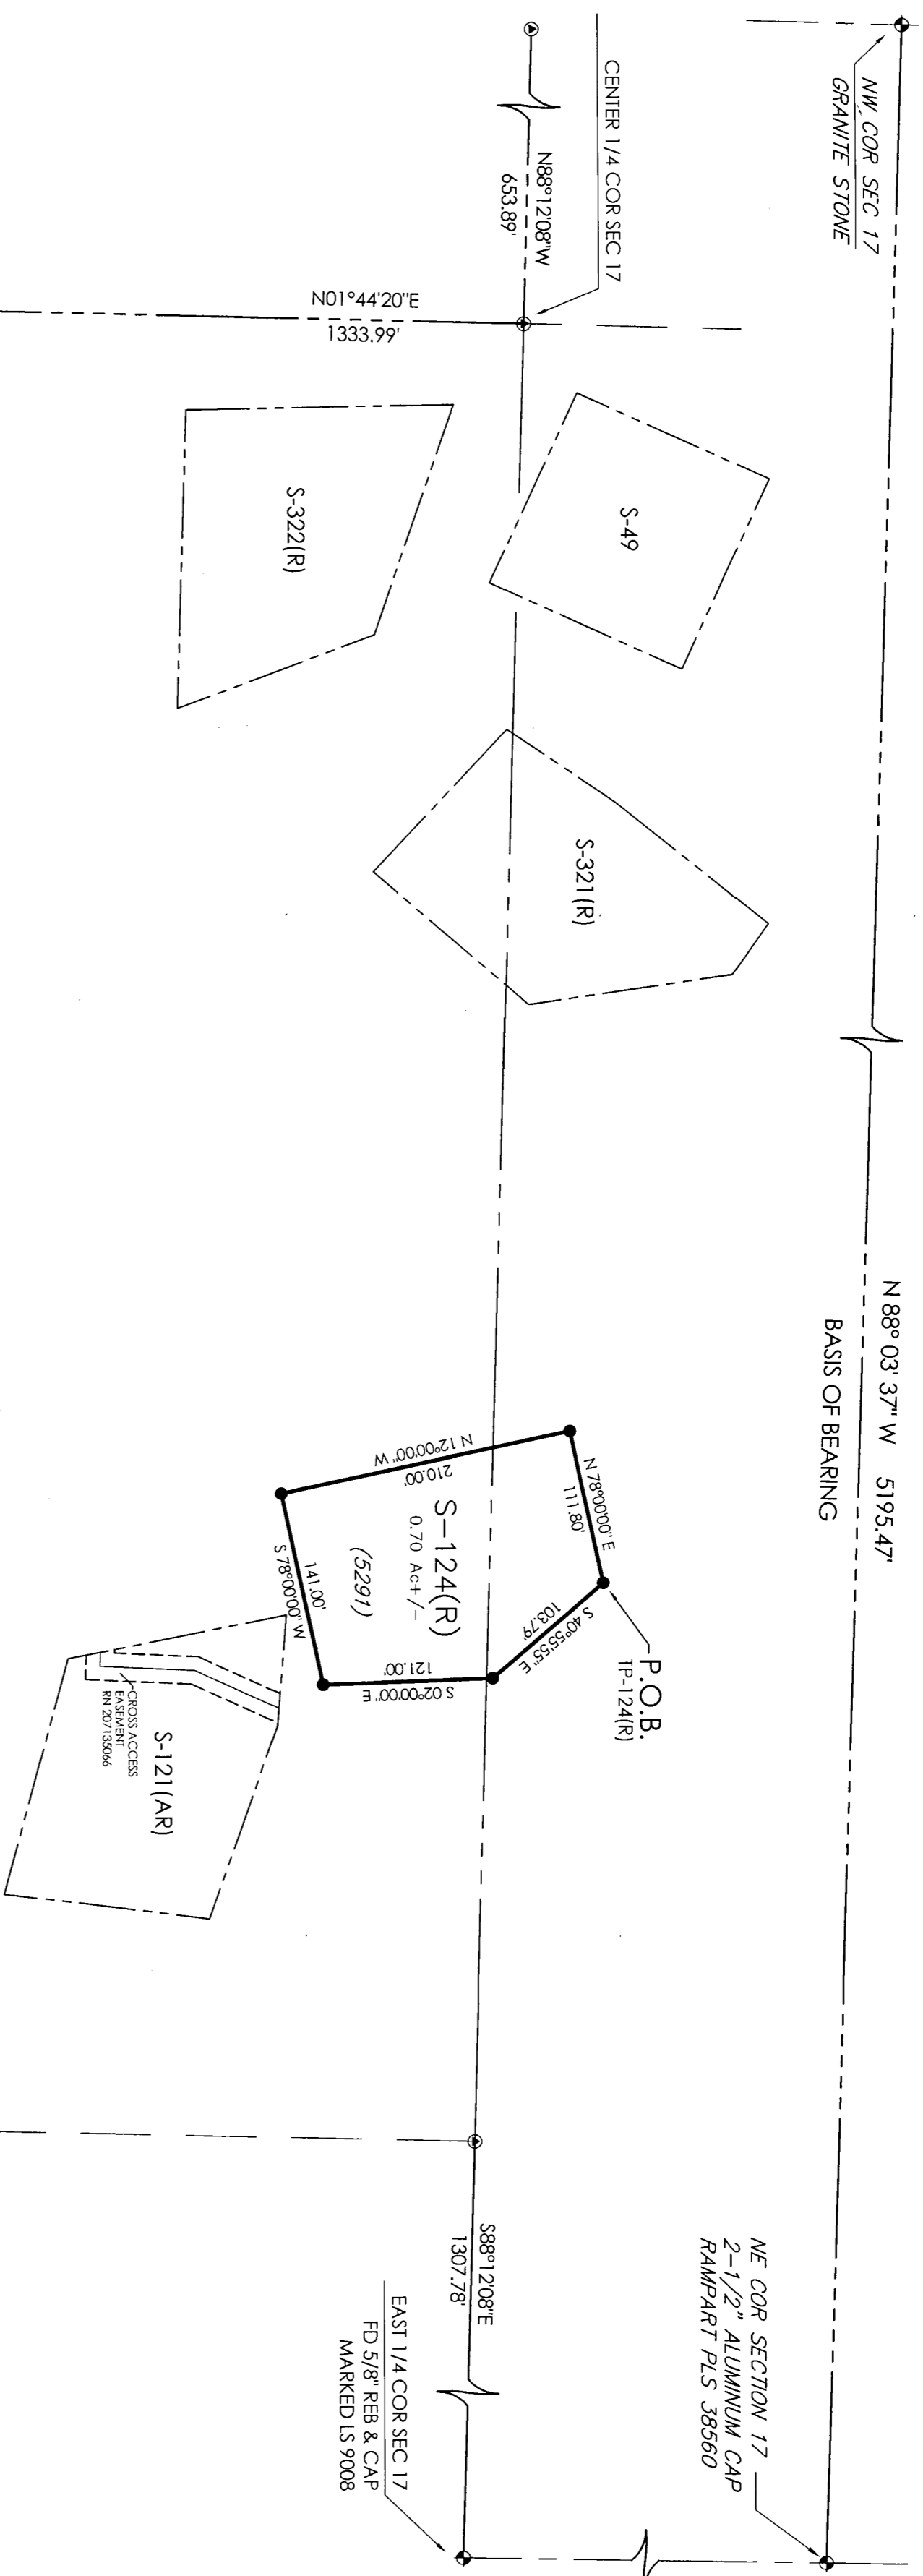 NW. COR SEC 17
GRANITE STONE
N 88° 03' 37" W 5195.47'
BASIS OF BEARING
NE COR SECTION 17
2-1/2" ALUMINUM CAP
RAMPART PLS 38560
CENTER 1/4 COR SEC 17
N88°12'08"W
653.89'
N01°44'20"E
1333.99'
S-49
S-322(R)
S-321(R)
P.O.B.
TP-124(R)
N 78°00'00" E
111.80'
S 40°55'55" E
103.79'
N 12°00'00" W
210.00'
S-124(R)
0.70 Ac+/-
(5291)
S 02°00'00" E
121.00'
141.00'
S 78°00'00" W
S-121(AR)
CROSS ACCESS
EASEMENT
RN 207135066
S88°12'08"E
1307.78'
EAST 1/4 COR SEC 17
FD 5/8" REB & CAP
MARKED LS 9008